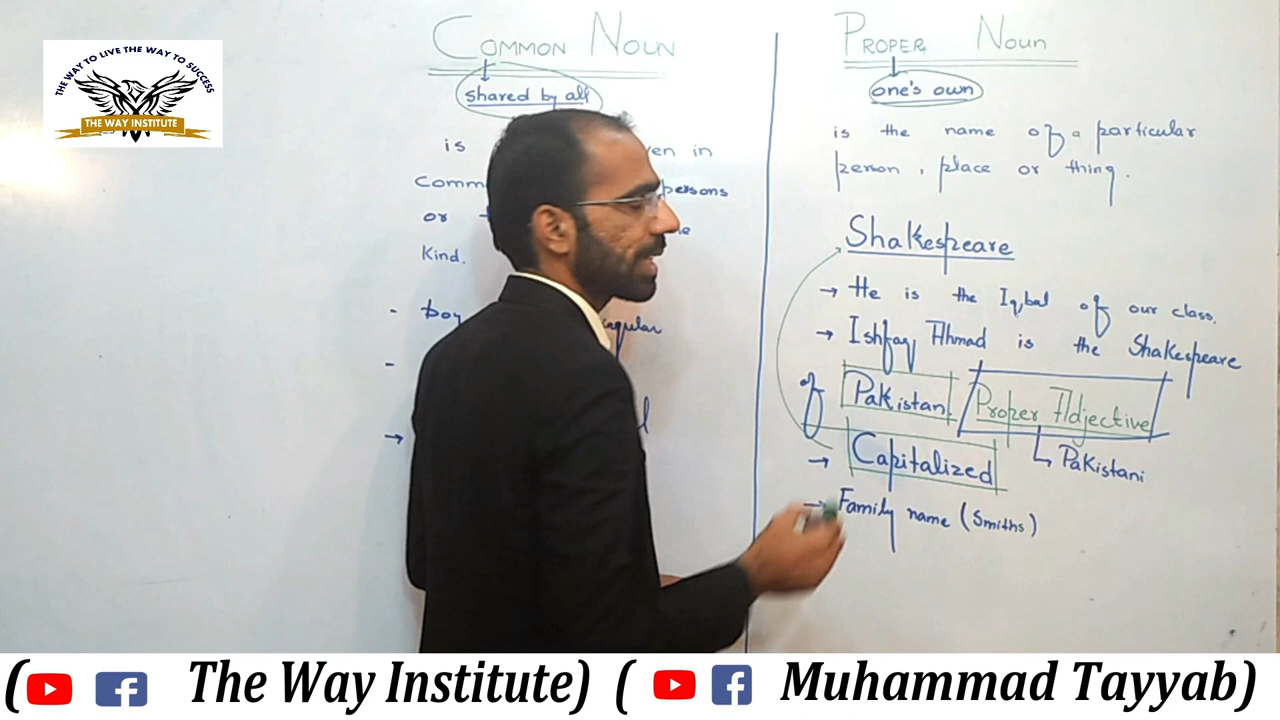 THE WAY TO LIVE THE WAY TO SUCCESS
THE WAY INSTITUTE
COMMON NOUN
shared by all
is ven in
Comm persons
or
Kind.
- boy ngular
PROPER Noun
one's own
is the name of a particular
person, place or thing.
Shakespeare
→ He is the Iqbal of our class.
→ Ishfaq Ahmad is the Shakespeare
of Pakistan. Proper Adjective
→ Capitalized
Pakistani
→ Family name (Smiths)
(The Way Institute) (Muhammad Tayyab)